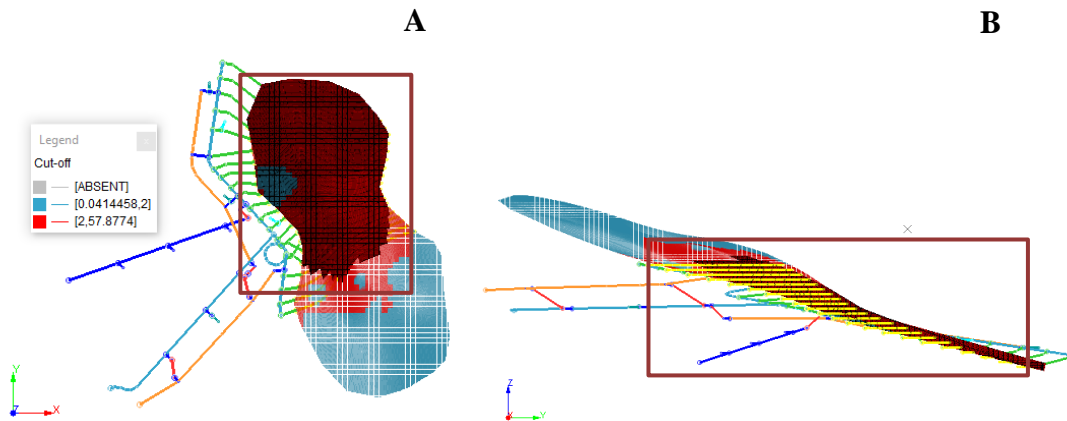 A
B
Legend
Cut-off
[ABSENT]
[0.0414458,2]
[2,57.8774]
Y
Z
X
Z
X
Y